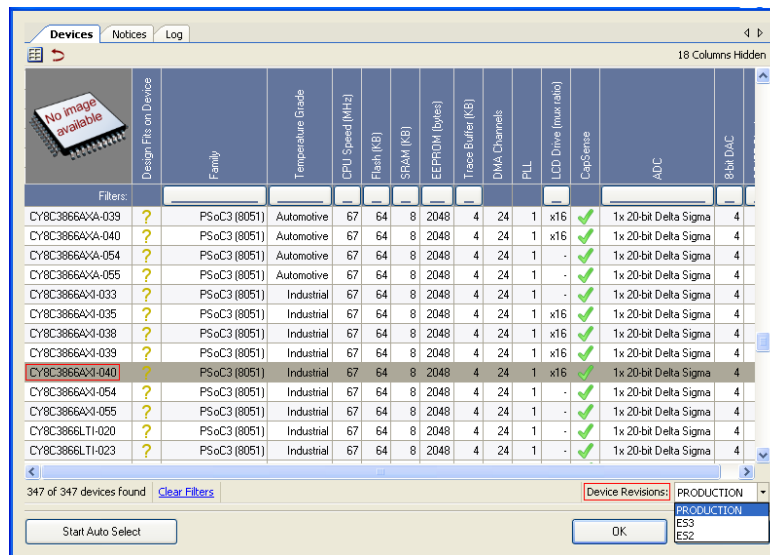 Devices Notices Log
18 Columns Hidden
No image
available
Design Fits on Device
Family
Temperature Grade
CPU Speed (MHz)
Flash (KB)
SRAM (KB)
EEPROM (bytes)
Trace Buffer (KB)
DMA Channels
PLL
LCD Drive (mux ratio)
CapSense
ADC
8-bit DAC
Filters:
CY8C3866AXA-039 ? PSoC3 (8051) Automotive 67 64 8 2048 4 24 1 x16 1x 20-bit Delta Sigma 4
CY8C3866AXA-040 ? PSoC3 (8051) Automotive 67 64 8 2048 4 24 1 x16 1x 20-bit Delta Sigma 4
CY8C3866AXA-054 ? PSoC3 (8051) Automotive 67 64 8 2048 4 24 1 - 1x 20-bit Delta Sigma 4
CY8C3866AXA-055 ? PSoC3 (8051) Automotive 67 64 8 2048 4 24 1 - 1x 20-bit Delta Sigma 4
CY8C3866AXI-033 ? PSoC3 (8051) Industrial 67 64 8 2048 4 24 1 - 1x 20-bit Delta Sigma 4
CY8C3866AXI-035 ? PSoC3 (8051) Industrial 67 64 8 2048 4 24 1 x16 1x 20-bit Delta Sigma 4
CY8C3866AXI-038 ? PSoC3 (8051) Industrial 67 64 8 2048 4 24 1 x16 1x 20-bit Delta Sigma 4
CY8C3866AXI-039 ? PSoC3 (8051) Industrial 67 64 8 2048 4 24 1 x16 1x 20-bit Delta Sigma 4
CY8C3866AXI-040 ? PSoC3 (8051) Industrial 67 64 8 2048 4 24 1 x16 1x 20-bit Delta Sigma 4
CY8C3866AXI-054 ? PSoC3 (8051) Industrial 67 64 8 2048 4 24 1 - 1x 20-bit Delta Sigma 4
CY8C3866AXI-055 ? PSoC3 (8051) Industrial 67 64 8 2048 4 24 1 - 1x 20-bit Delta Sigma 4
CY8C3866LTI-020 ? PSoC3 (8051) Industrial 67 64 8 2048 4 24 1 - 1x 20-bit Delta Sigma 4
CY8C3866LTI-023 ? PSoC3 (8051) Industrial 67 64 8 2048 4 24 1 - 1x 20-bit Delta Sigma 4
347 of 347 devices found Clear Filters Device Revisions: PRODUCTION
PRODUCTION
ES3
ES2
Start Auto Select OK